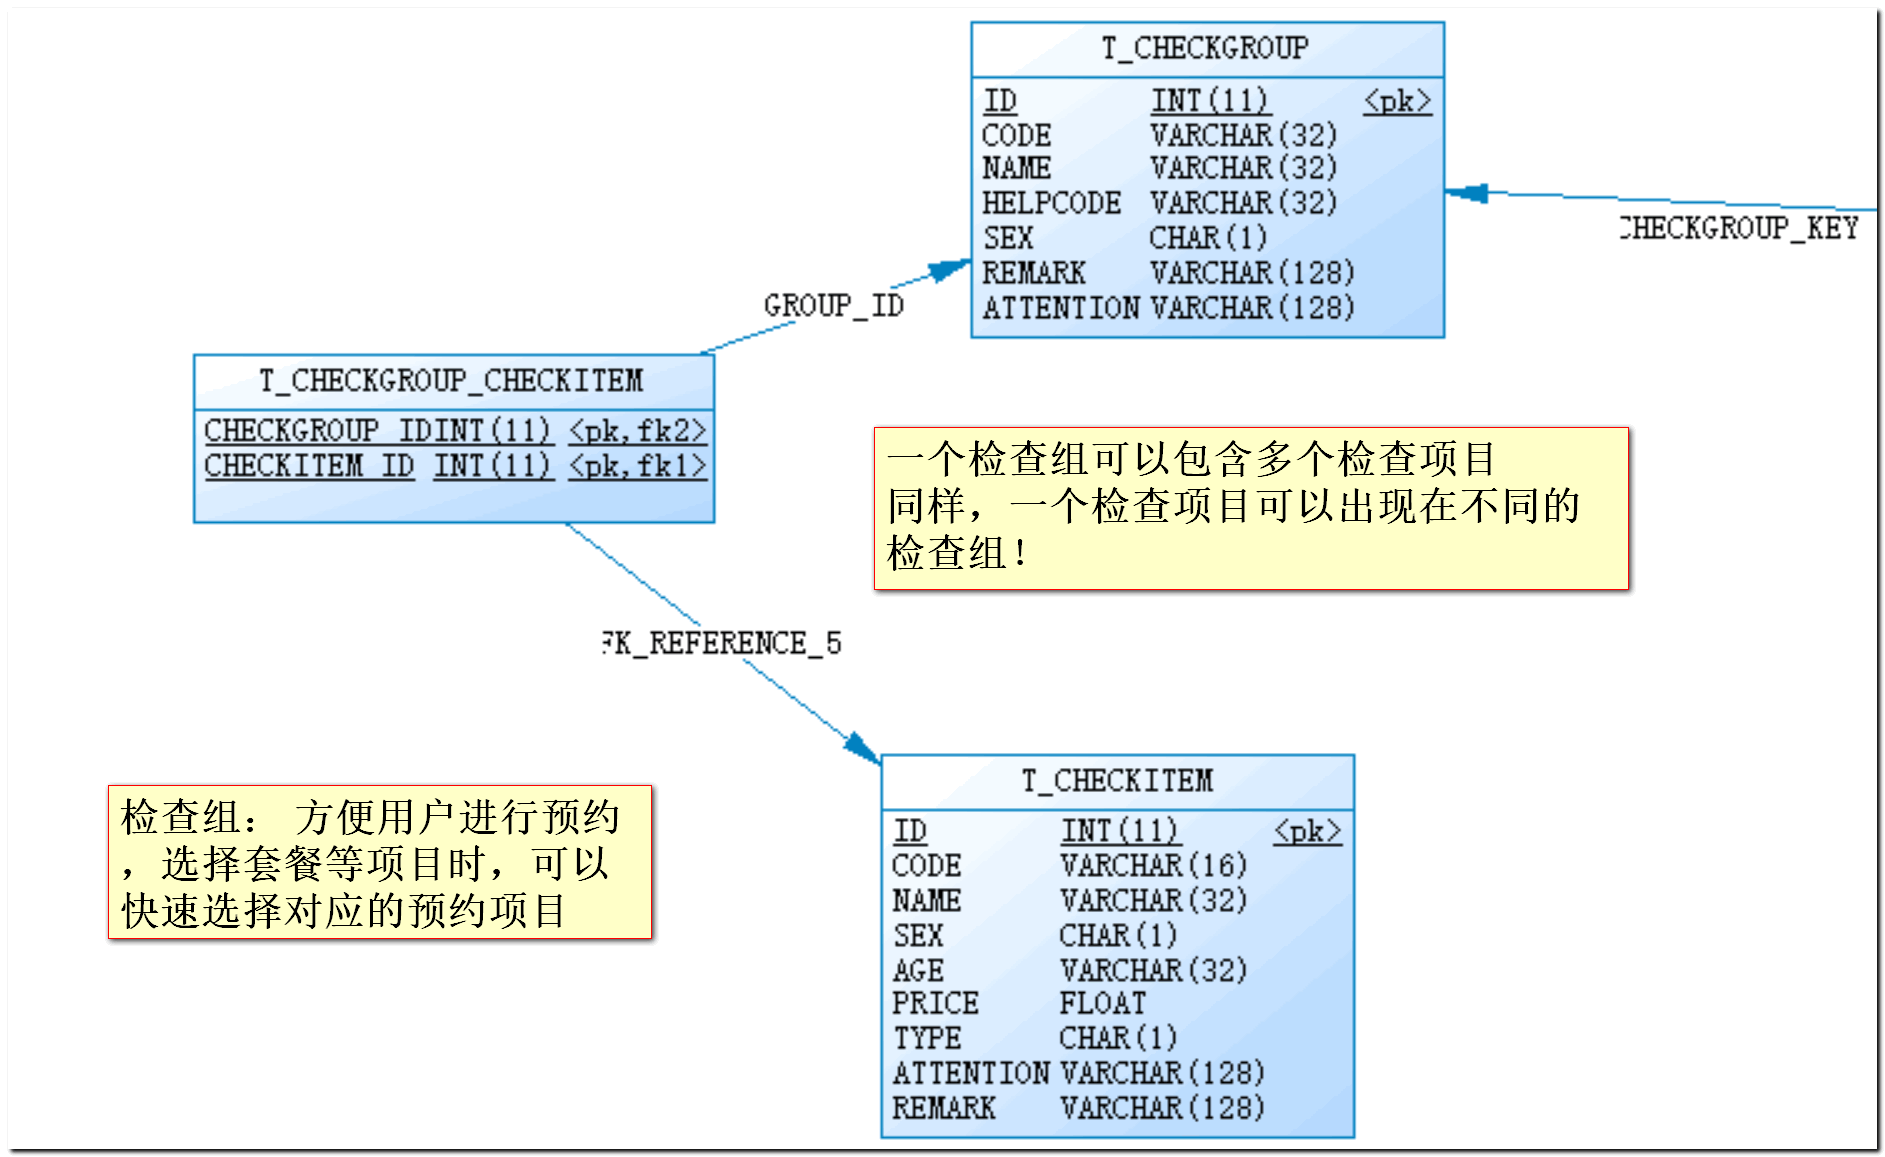 T_CHECKGROUP
ID INT(11) <pk>
CODE VARCHAR(32)
NAME VARCHAR(32)
HELPCODE VARCHAR(32)
SEX CHAR(1)
REMARK VARCHAR(128)
ATTENTION VARCHAR(128)
CHECKGROUP_KEY
GROUP_ID
T_CHECKGROUP_CHECKITEM
CHECKGROUP_ID INT(11) <pk,fk2>
CHECKITEM_ID INT(11) <pk,fk1>
一个检查组可以包含多个检查项目
同样，一个检查项目可以出现在不同的
检查组！
FK_REFERENCE_5
检查组： 方便用户进行预约
，选择套餐等项目时，可以
快速选择对应的预约项目
T_CHECKITEM
ID INT(11) <pk>
CODE VARCHAR(16)
NAME VARCHAR(32)
SEX CHAR(1)
AGE VARCHAR(32)
PRICE FLOAT
TYPE CHAR(1)
ATTENTION VARCHAR(128)
REMARK VARCHAR(128)